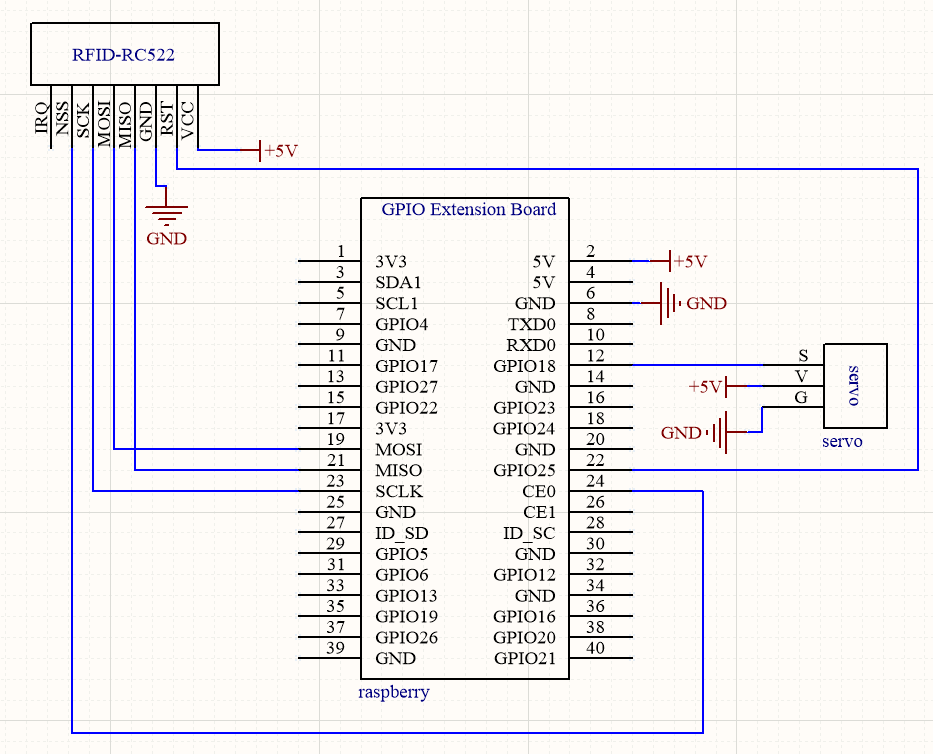 RFID-RC522
IRQ
NSS
SCK
MOSI
MISO
GND
RST
VCC
+5V
GND
GPIO Extension Board
1 3V3 5V 2 +5V
3 SDA1 5V 4
5 SCL1 GND 6 GND
7 GPIO4 TXD0 8
9 GND RXD0 10
11 GPIO17 GPIO18 12 S
13 GPIO27 GND 14 +5V V
15 GPIO22 GPIO23 16 G
17 3V3 GPIO24 18 GND
19 MOSI GND 20
21 MISO GPIO25 22
23 SCLK CE0 24
25 GND CE1 26
27 ID_SD ID_SC 28
29 GPIO5 GND 30
31 GPIO6 GPIO12 32
33 GPIO13 GND 34
35 GPIO19 GPIO16 36
37 GPIO26 GPIO20 38
39 GND GPIO21 40
servo
servo
raspberry